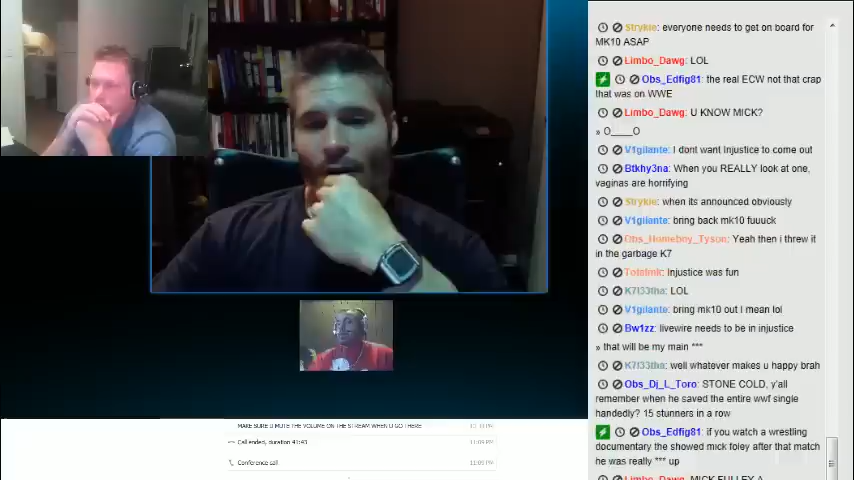 Strykie: everyone needs to get on board for
MK10 ASAP
Limbo_Dawg: LOL
Obs_Edfig81: the real ECW not that crap
that was on WWE
Limbo_Dawg: U KNOW MICK?
» O____O
V1gilante: I dont want Injustice to come out
Btkhy3na: When you REALLY look at one,
vaginas are horrifying
Strykie: when its announced obviously
V1gilante: bring back mk10 fuuuck
Obs_Homeboy_Tyson: Yeah then i threw it
in the garbage K7
Totalmk: Injustice was fun
K7l33tha: LOL
V1gilante: bring mk10 out I mean lol
Bw1zz: livewire needs to be in injustice
» that will be my main ***
K7l33tha: well whatever makes u happy brah
Obs_Dj_L_Toro: STONE COLD, y'all
remember when he saved the entire wwf single
handedly? 15 stunners in a row
Obs_Edfig81: if you watch a wrestling
documentary the showed mick foley after that match
he was really *** up
MAKE SURE U MUTE THE VOLUME ON THE STREAM WHEN U GO THERE
Call ended, duration 41:43 11:09 PM
Conference call 11:09 PM